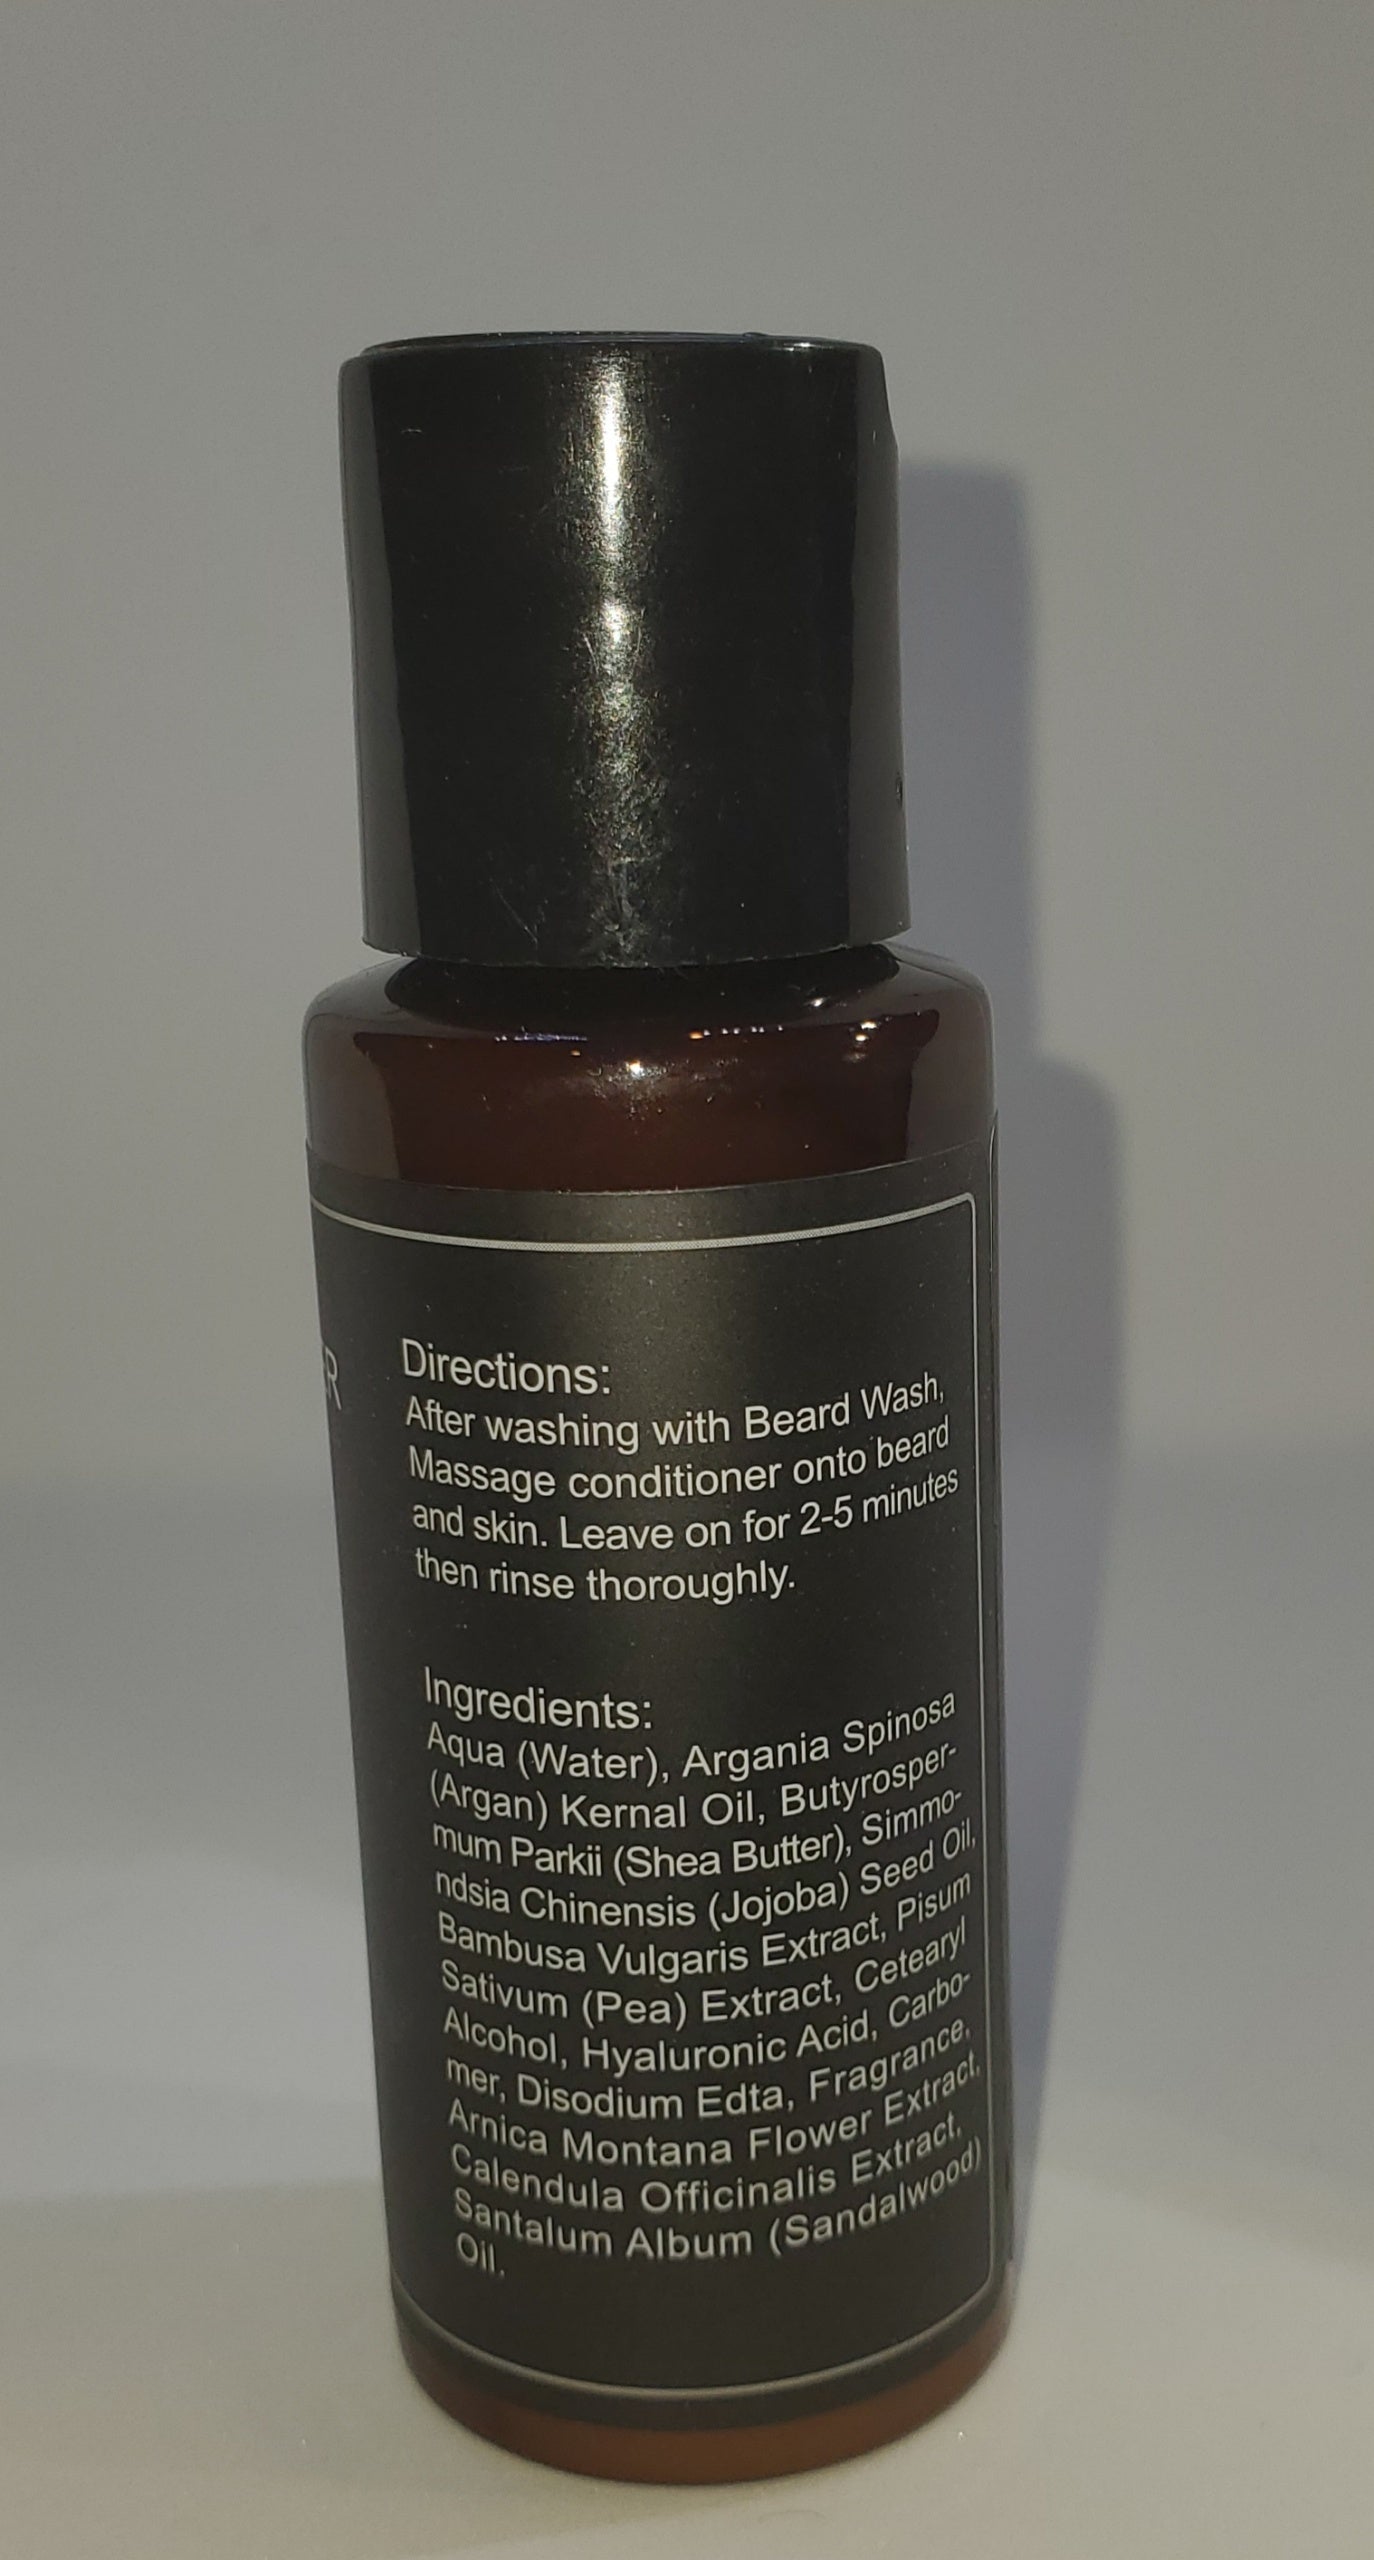 ER
Directions:
After washing with Beard Wash,
Massage conditioner onto beard
and skin. Leave on for 2-5 minutes
then rinse thoroughly.
Ingredients:
Aqua (Water), Argania Spinosa
(Argan) Kernal Oil, Butyrosper-
mum Parkii (Shea Butter), Simmo-
ndsia Chinensis (Jojoba) Seed Oil,
Bambusa Vulgaris Extract, Pisum
Sativum (Pea) Extract, Cetearyl
Alcohol, Hyaluronic Acid, Carbo-
mer, Disodium Edta, Fragrance,
Arnica Montana Flower Extract,
Calendula Officinalis Extract,
Santalum Album (Sandalwood)
Oil.